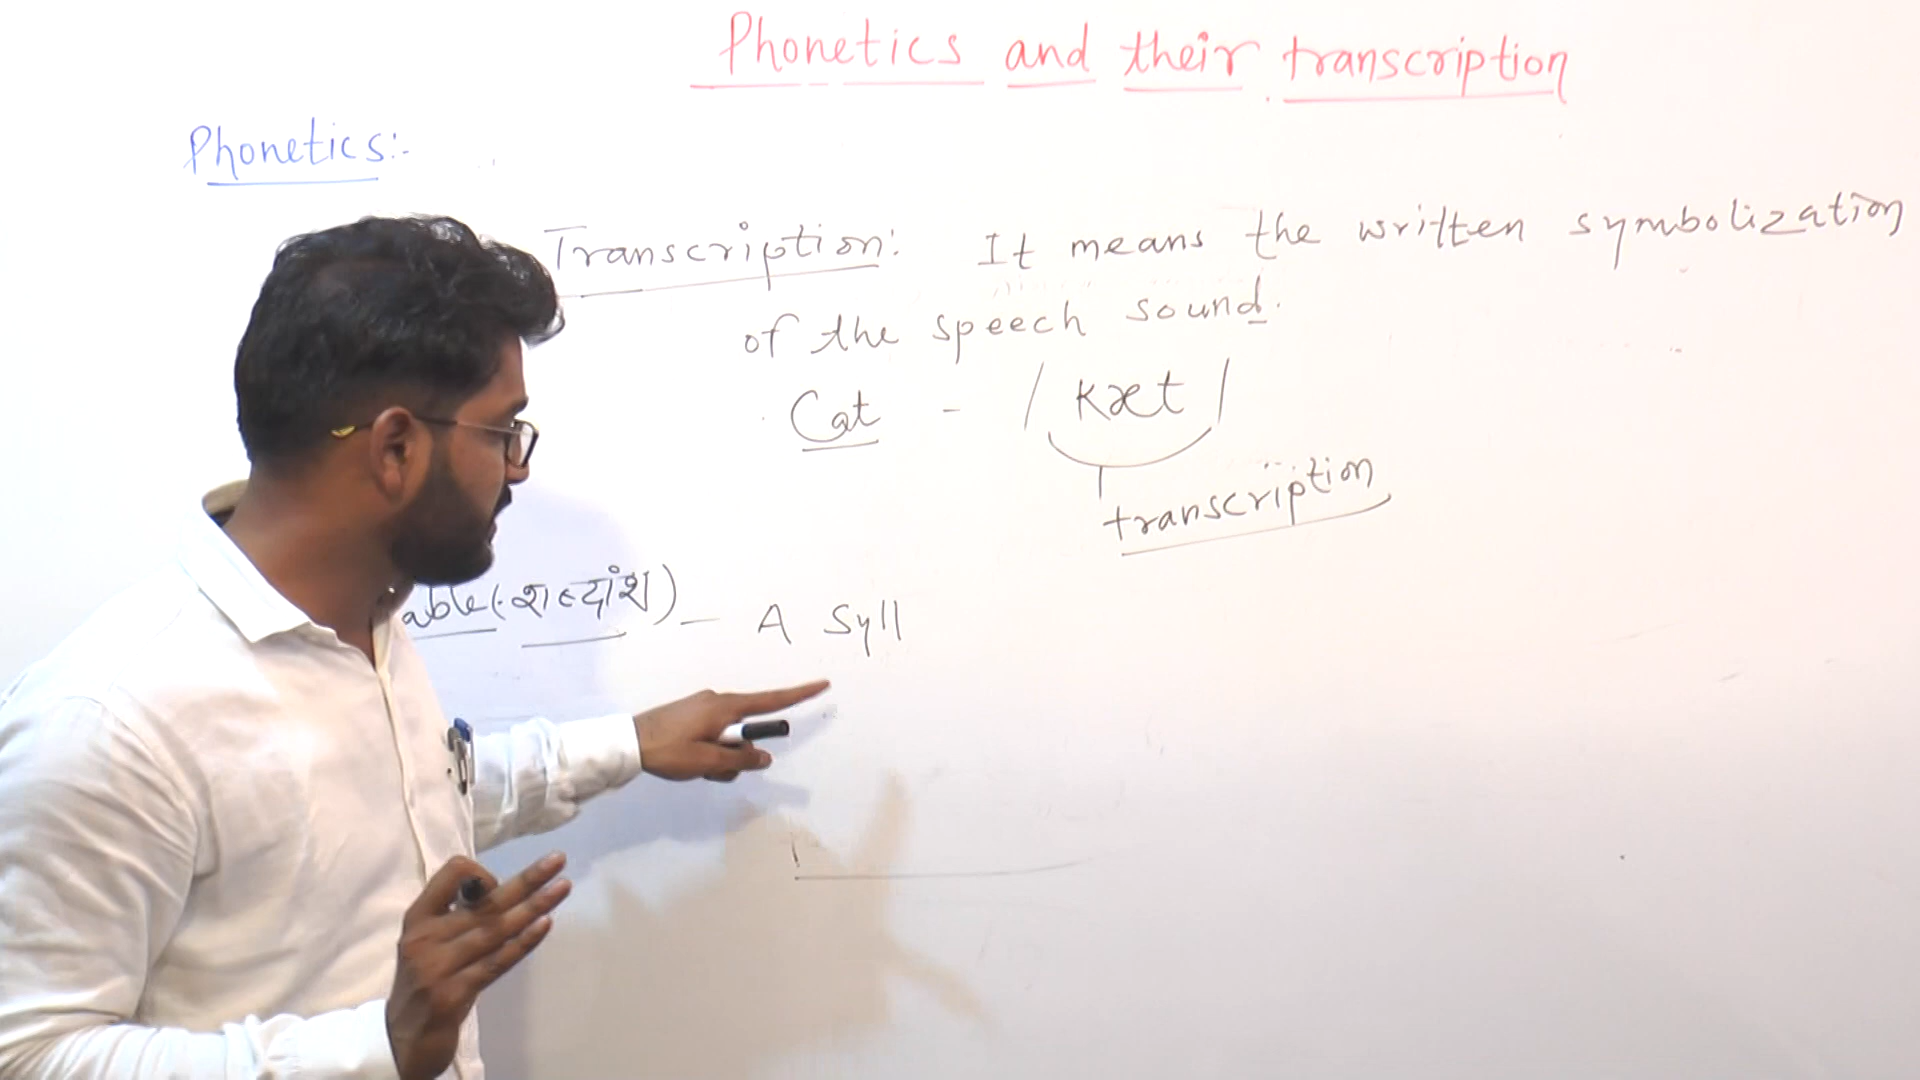 Phonetics and their transcription
Phonetics:-
Transcription: It means the written symbolization
of the speech sound.
Cat - / Kæt /
transcription
able (शब्दांश) - A Syll